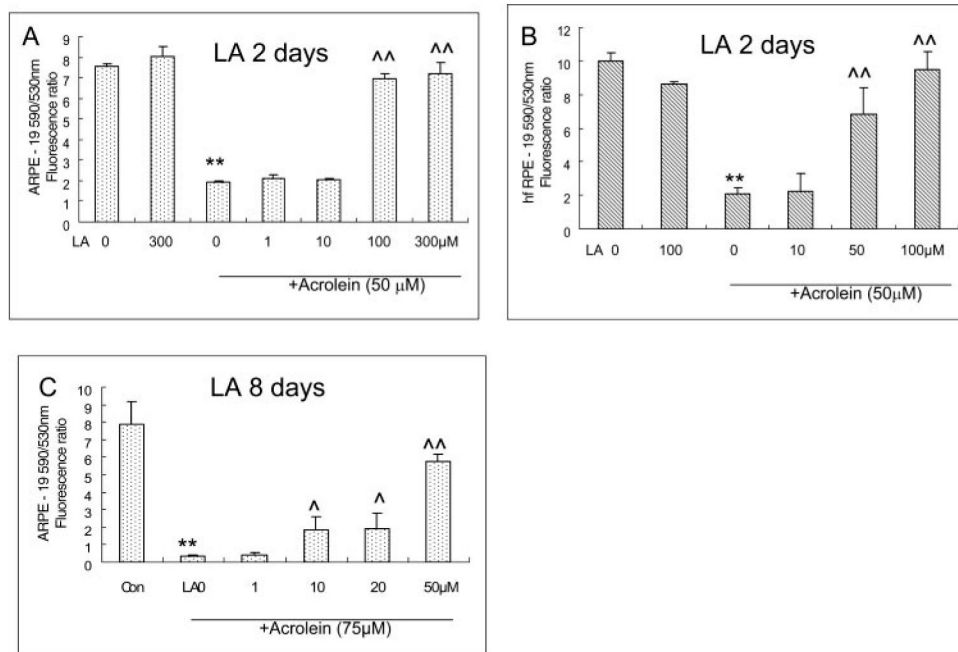 A
LA 2 days
ARPE - 19 590/530nm
Fluorescence ratio
9
8
7
6
5
4
3
2
1
0
**
^^
^^
LA 0 300 0 1 10 100 300µM
+Acrolein (50 µM)
B
LA 2 days
hf RPE - 19 590/530nm
Fluorescence ratio
12
10
8
6
4
2
0
**
^^
^^
LA 0 100 0 10 50 100µM
+Acrolein (50µM)
C
LA 8 days
ARPE - 19 590/530nm
Fluorescence ratio
10
9
8
7
6
5
4
3
2
1
0
**
^
^
^^
Con LA0 1 10 20 50µM
+Acrolein (75µM)